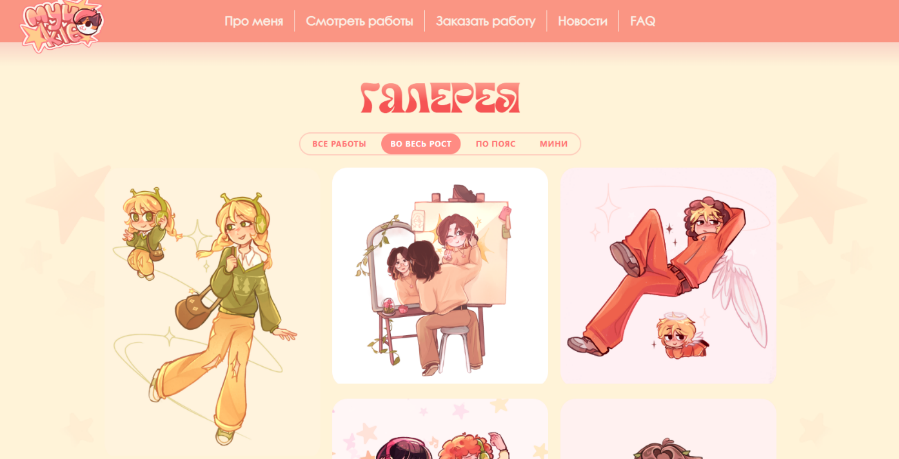 Про меня
Смотреть работы
Заказать работу
Новости
FAQ
ГАЛЕРЕЯ
ВСЕ РАБОТЫ
ВО ВЕСЬ РОСТ
ПО ПОЯС
МИНИ